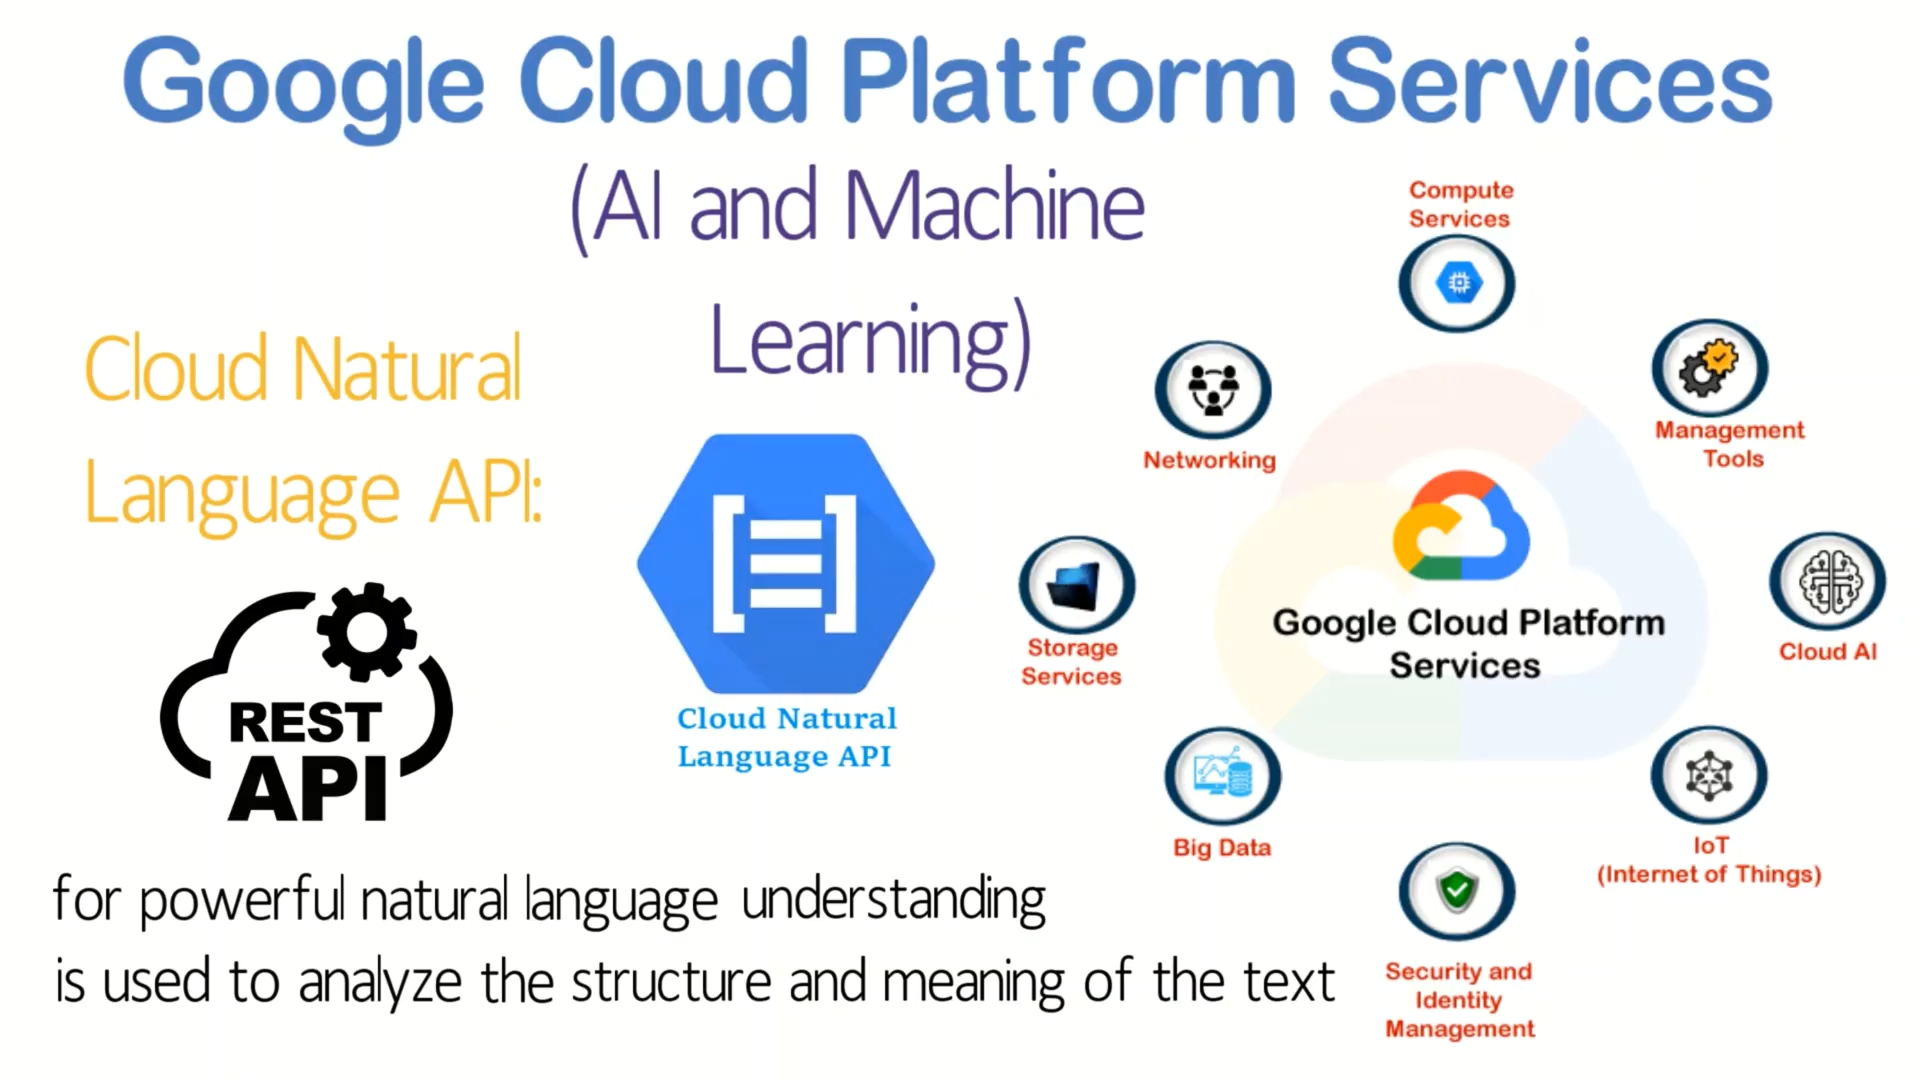 Google Cloud Platform Services
(AI and Machine
Learning)
Cloud Natural
Language API:
REST
API
Cloud Natural
Language API
for powerful natural language understanding
is used to analyze the structure and meaning of the text
Compute
Services
Networking
Management
Tools
Storage
Services
Google Cloud Platform
Services
Cloud AI
Big Data
IoT
(Internet of Things)
Security and
Identity
Management